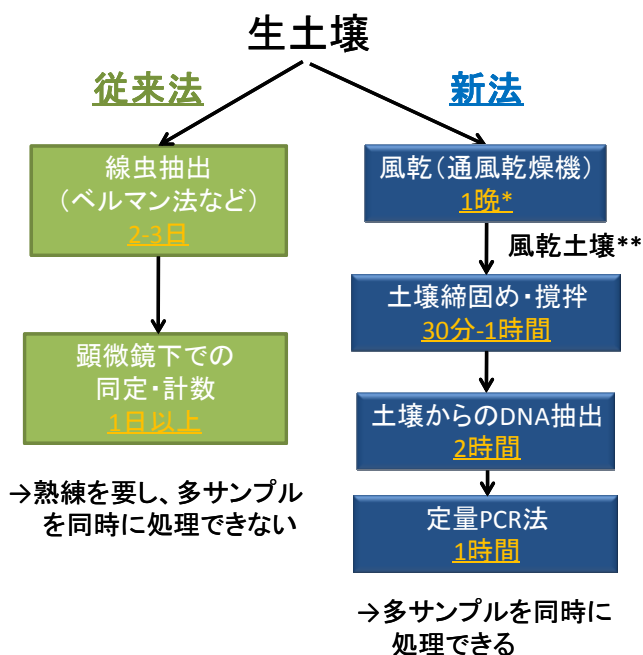 生土壌
従来法
線虫抽出
(ベルマン法など)
2-3日
顕微鏡下での
同定・計数
1日以上
→熟練を要し、多サンプル
を同時に処理できない
新法
風乾(通風乾燥機)
1晩*
風乾土壌**
土壌締固め・撹拌
30分-1時間
土壌からのDNA抽出
2時間
定量PCR法
1時間
→多サンプルを同時に
処理できる